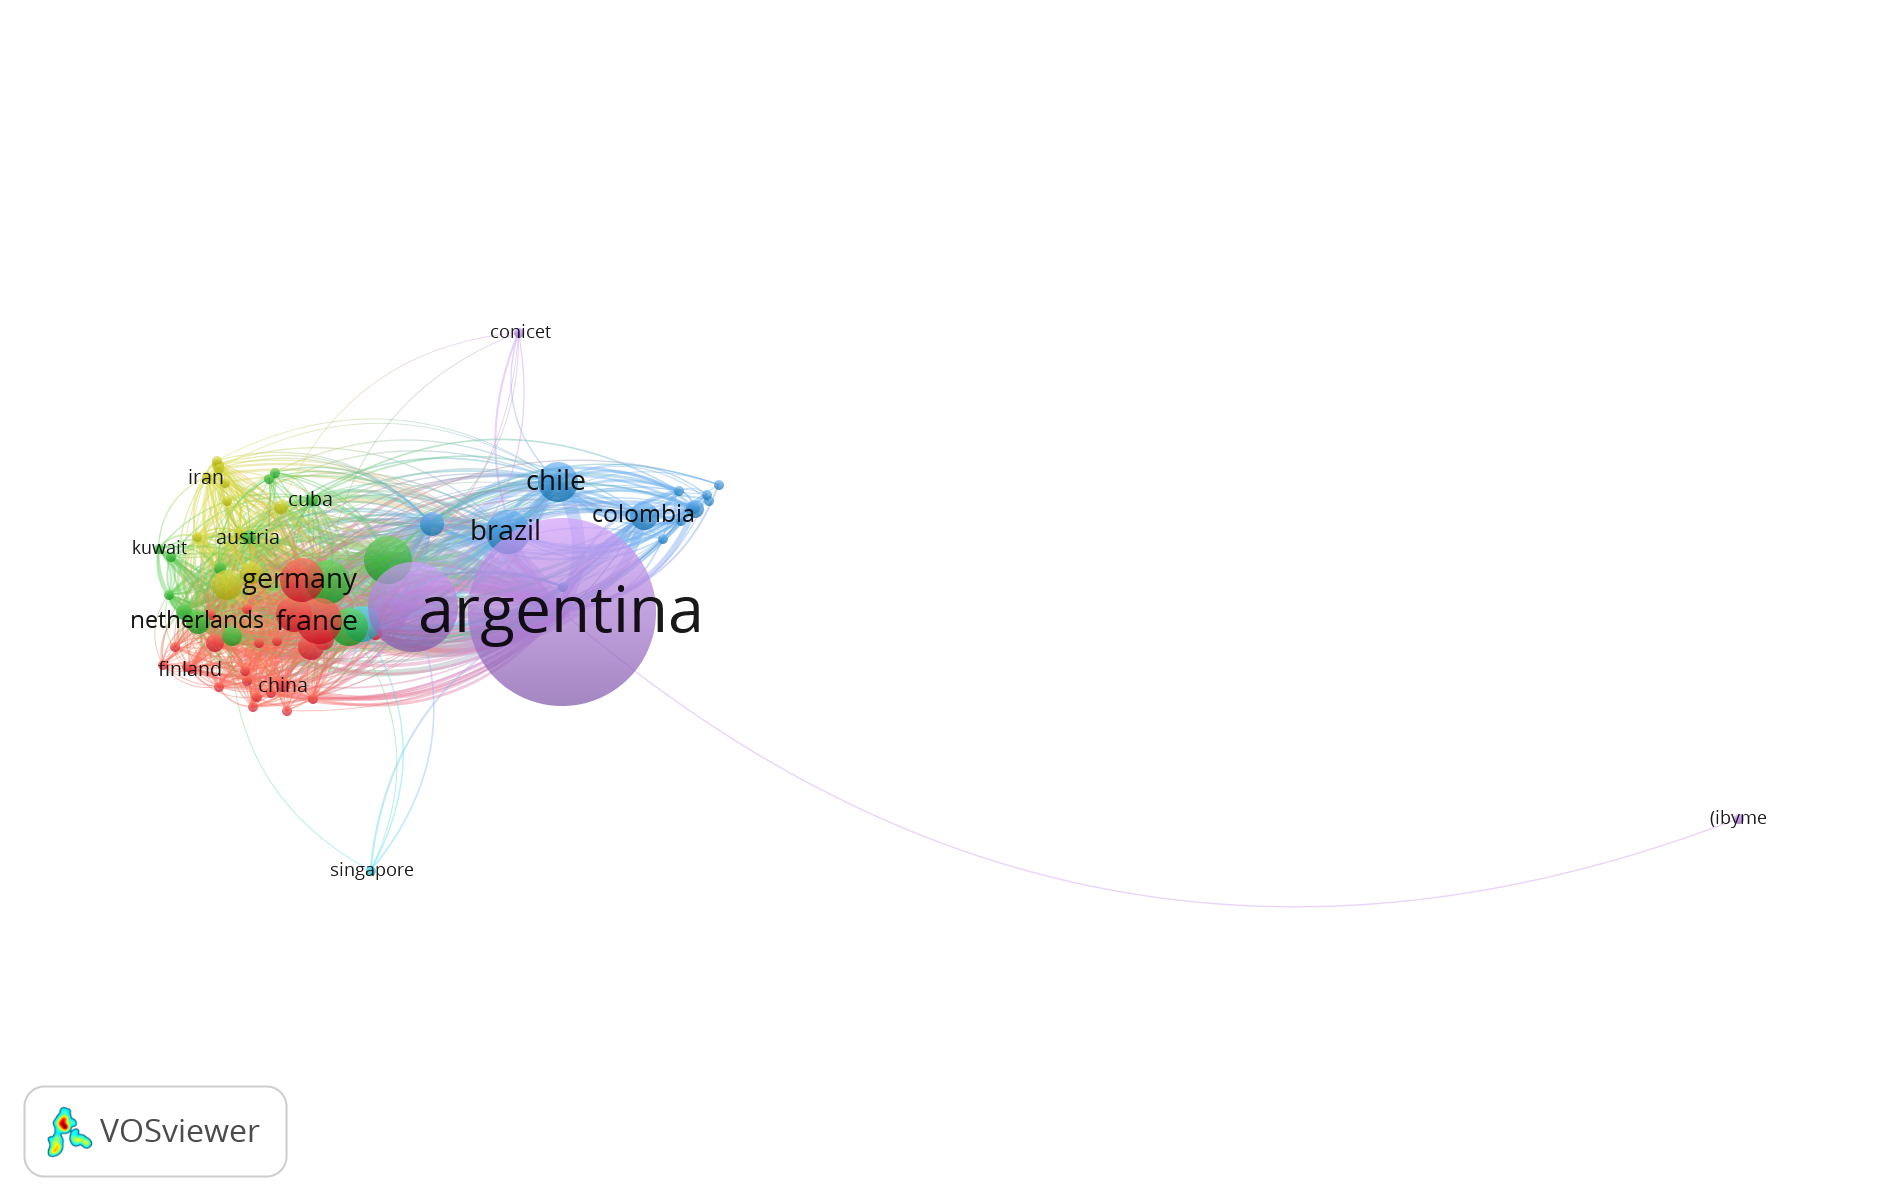 conicet
iran
chile
cuba
colombia
brazil
austria
kuwait
germany
argentina
netherlands
france
finland
china
(ibyme
singapore
VOSviewer